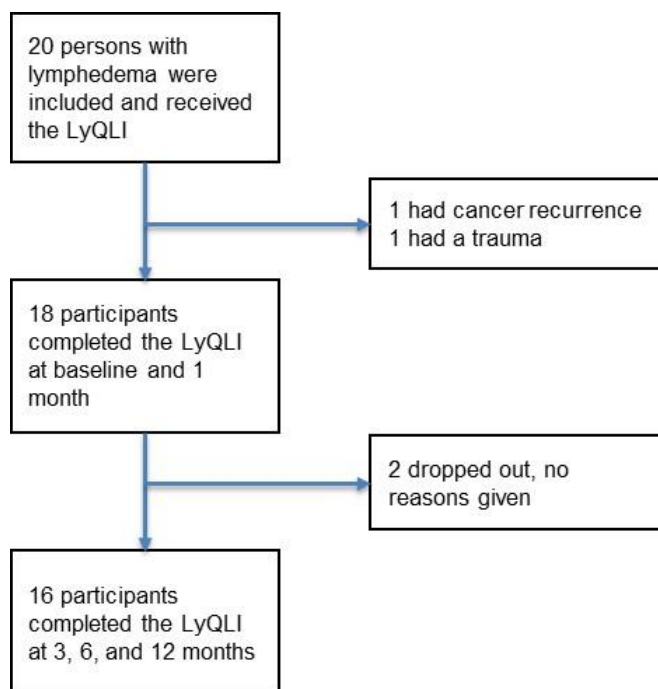 20 persons with
lymphedema were
included and received
the LyQLI
1 had cancer recurrence
1 had a trauma
18 participants
completed the LyQLI
at baseline and 1
month
2 dropped out, no
reasons given
16 participants
completed the LyQLI
at 3, 6, and 12 months